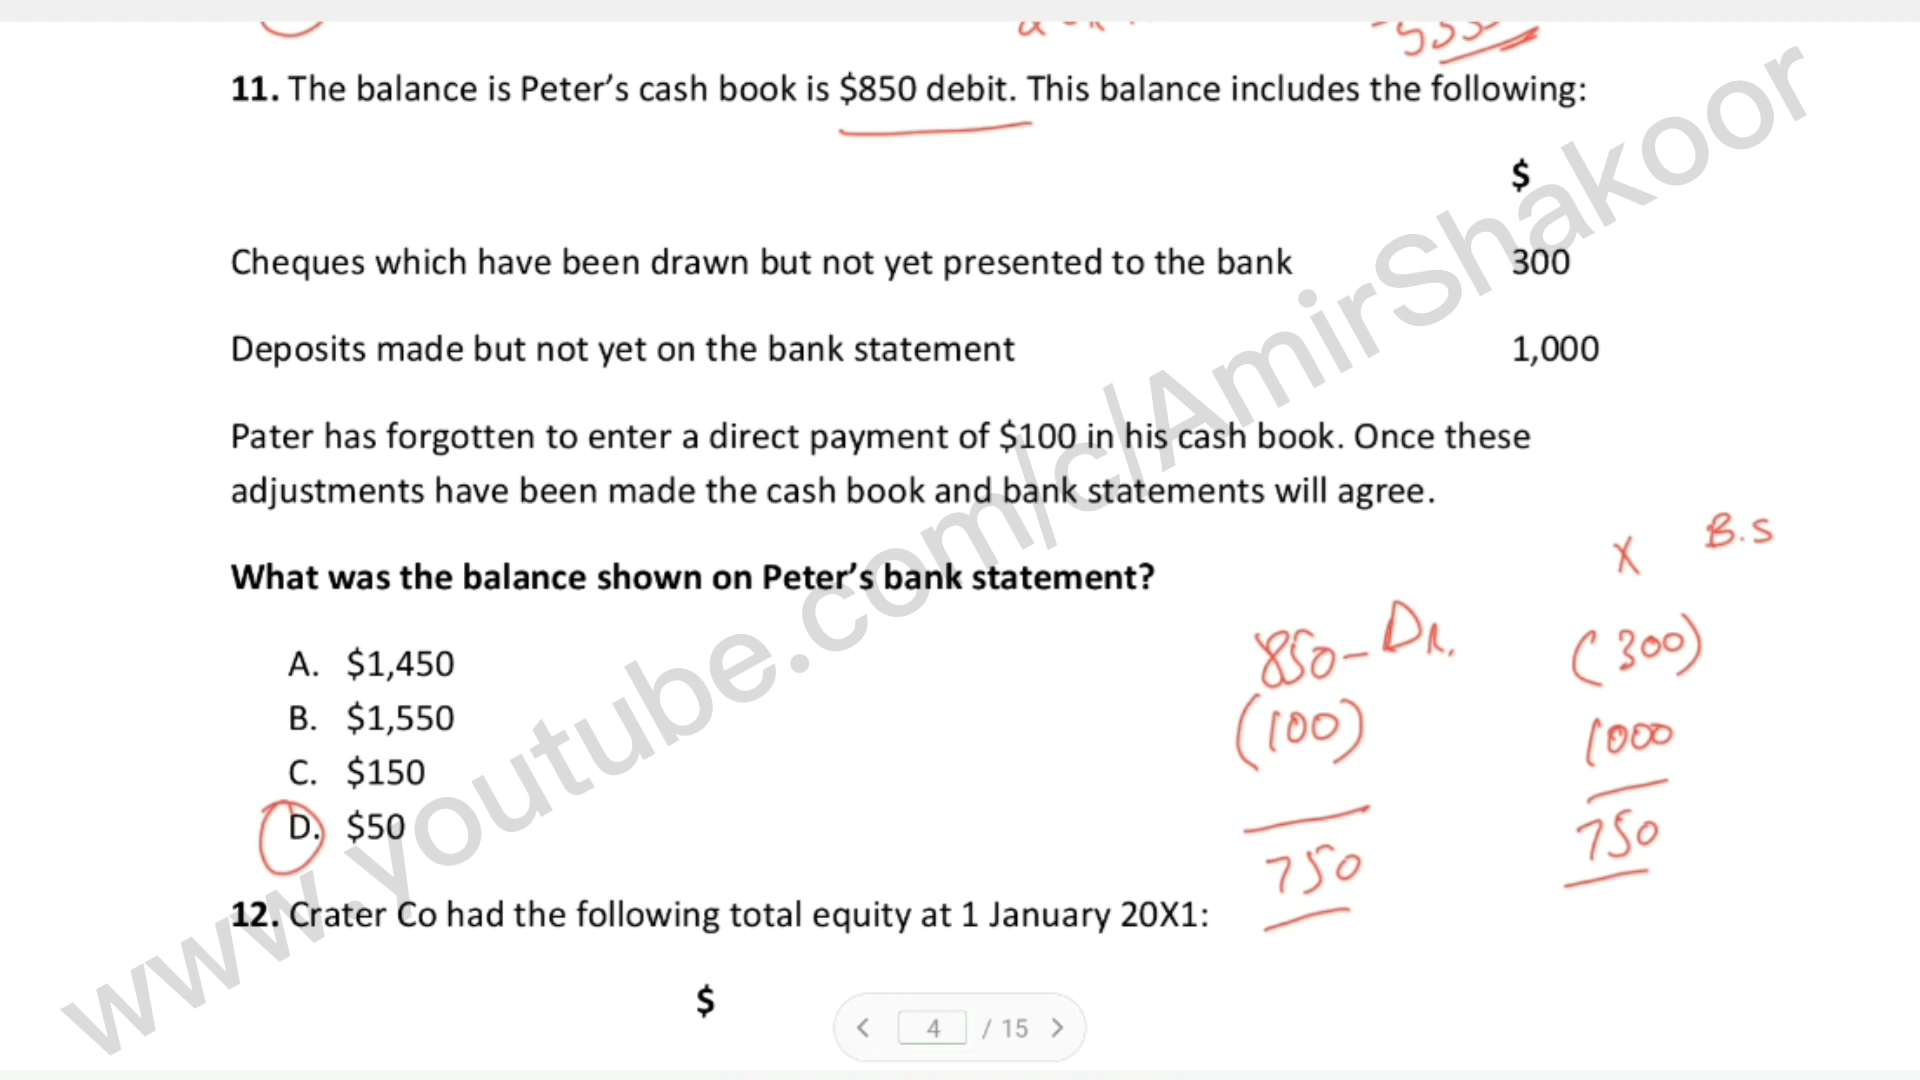 11. The balance is Peter's cash book is $850 debit. This balance includes the following:
$
Cheques which have been drawn but not yet presented to the bank 300
Deposits made but not yet on the bank statement 1,000
Pater has forgotten to enter a direct payment of $100 in his cash book. Once these
adjustments have been made the cash book and bank statements will agree.
What was the balance shown on Peter's bank statement?
A. $1,450
B. $1,550
C. $150
D. $50
850 - DR.
(100)
750
X B.S
(300)
1000
750
12. Crater Co had the following total equity at 1 January 20X1:
$
4 / 15
www.youtube.com/c/AmirShakoor